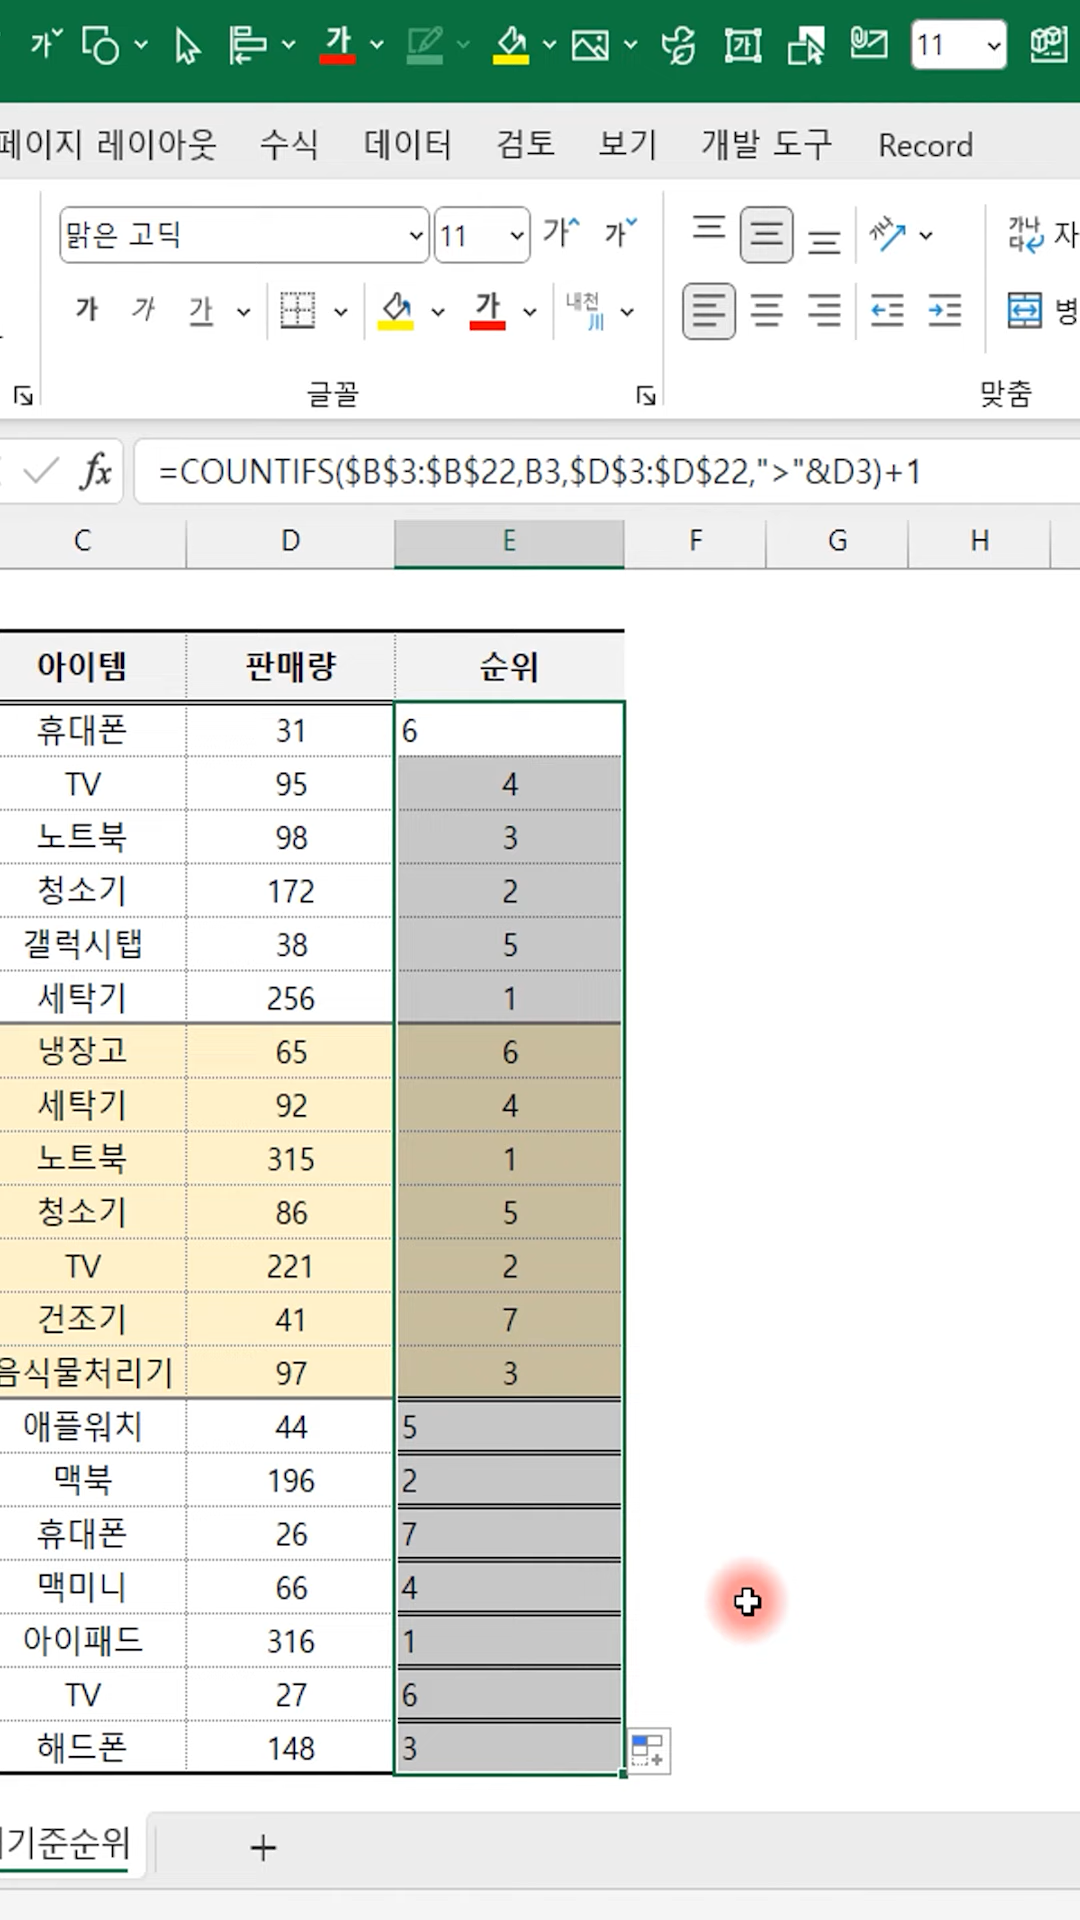 가
가
가
11
페이지 레이아웃 수식 데이터 검토 보기 개발 도구 Record
맑은 고딕 11 가 가
가나다 자
가 가 가 가 내천 川
병
글꼴 맞춤
fx =COUNTIFS($B$3:$B$22,B3,$D$3:$D$22,">"&D3)+1
C D E F G H
아이템 판매량 순위
휴대폰 31 6
TV 95 4
노트북 98 3
청소기 172 2
갤럭시탭 38 5
세탁기 256 1
냉장고 65 6
세탁기 92 4
노트북 315 1
청소기 86 5
TV 221 2
건조기 41 7
음식물처리기 97 3
애플워치 44 5
맥북 196 2
휴대폰 26 7
맥미니 66 4
아이패드 316 1
TV 27 6
해드폰 148 3
기준순위 +